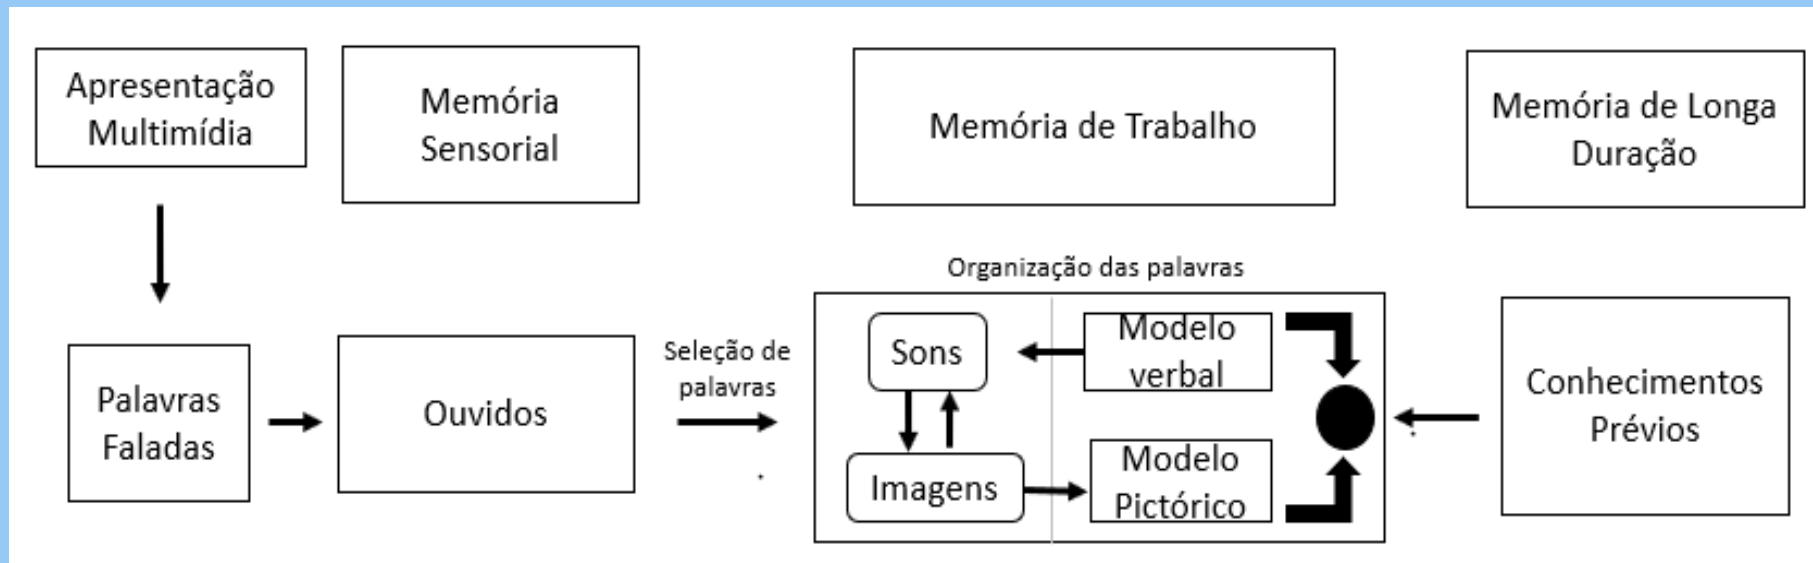 Apresentação
Multimídia
Memória
Sensorial
Memória de Trabalho
Memória de Longa
Duração
Organização das palavras
Palavras
Faladas
Ouvidos
Seleção de
palavras
Sons
Imagens
Modelo
verbal
Modelo
Pictórico
Conhecimentos
Prévios